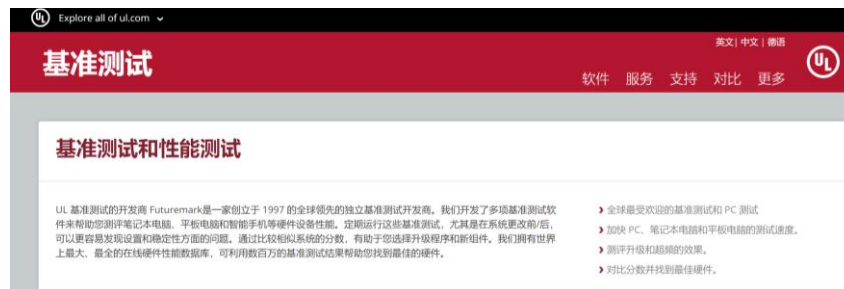 UL Explore all of ul.com
英文 | 中文 | 德语
基准测试
UL
软件 服务 支持 对比 更多
基准测试和性能测试
UL 基准测试的开发商 Futuremark是一家创立于 1997 的全球领先的独立基准测试开发商。我们开发了多项基准测试软
件来帮助您测评笔记本电脑、平板电脑和智能手机等硬件设备性能。定期运行这些基准测试，尤其是在系统更改前/后，
可以更容易发现设置和稳定性方面的问题。通过比较相似系统的分数，有助于您选择升级程序和新组件。我们拥有世界
上最大、最全的在线硬件性能数据库，可利用数百万的基准测试结果帮助您找到最佳的硬件。
全球最受欢迎的基准测试和 PC 测试
加快 PC、笔记本电脑和平板电脑的测试速度。
测评升级和超频的效果。
对比分数并找到最佳硬件。